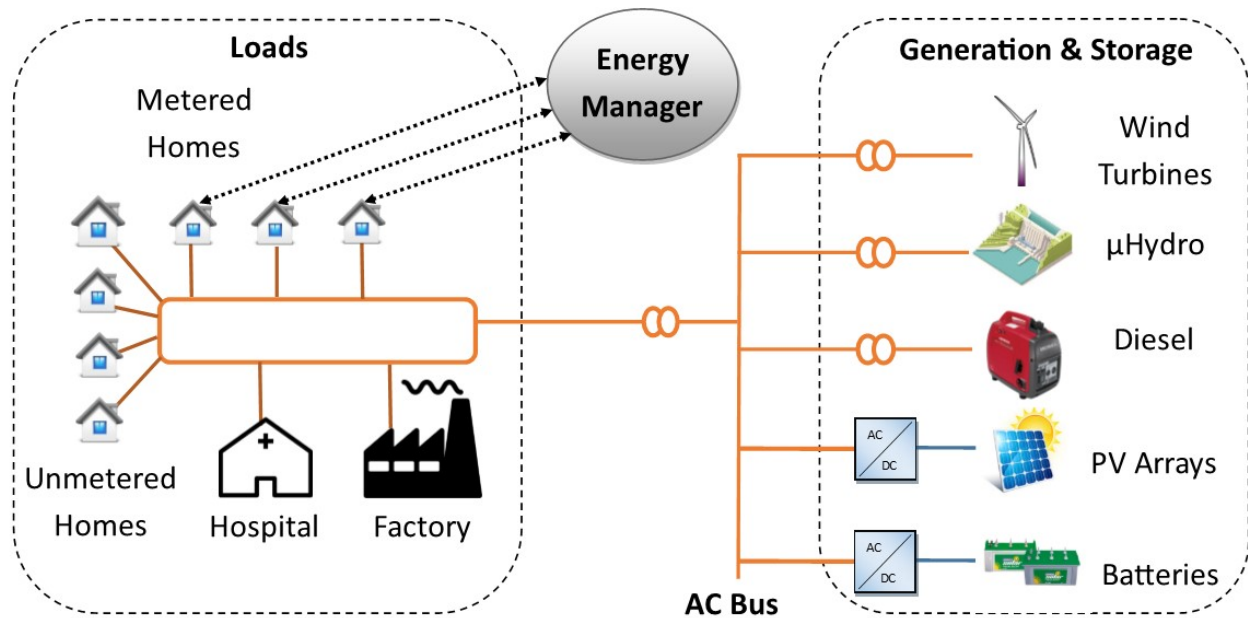 Loads
Metered
Homes
Energy
Manager
Generation & Storage
Wind
Turbines
µHydro
Diesel
AC
DC
PV Arrays
AC
DC
Batteries
Unmetered
Homes
Hospital
Factory
AC Bus